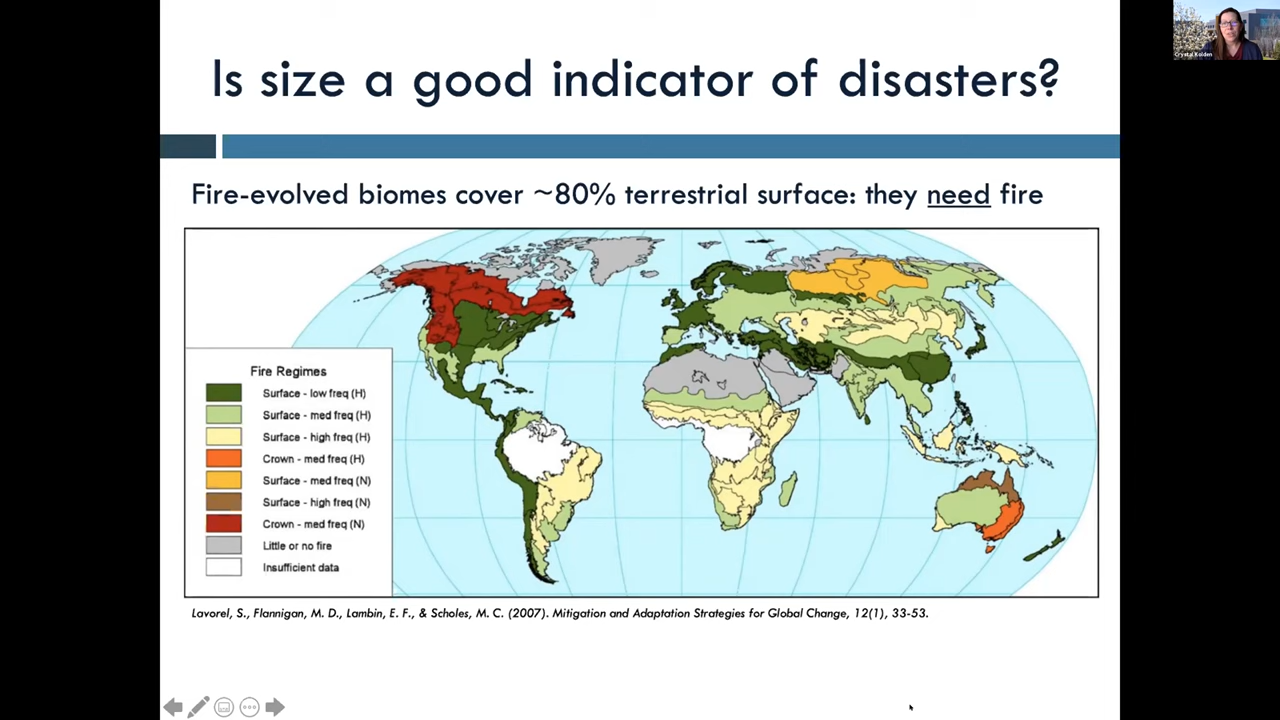 Is size a good indicator of disasters?
Crystal Kolden
Fire-evolved biomes cover ~80% terrestrial surface: they need fire
Fire Regimes
Surface - low freq (H)
Surface - med freq (H)
Surface - high freq (H)
Crown - med freq (H)
Surface - med freq (N)
Surface - high freq (N)
Crown - med freq (N)
Little or no fire
Insufficient data
Lavorel, S., Flannigan, M. D., Lambin, E. F., & Scholes, M. C. (2007). Mitigation and Adaptation Strategies for Global Change, 12(1), 33-53.